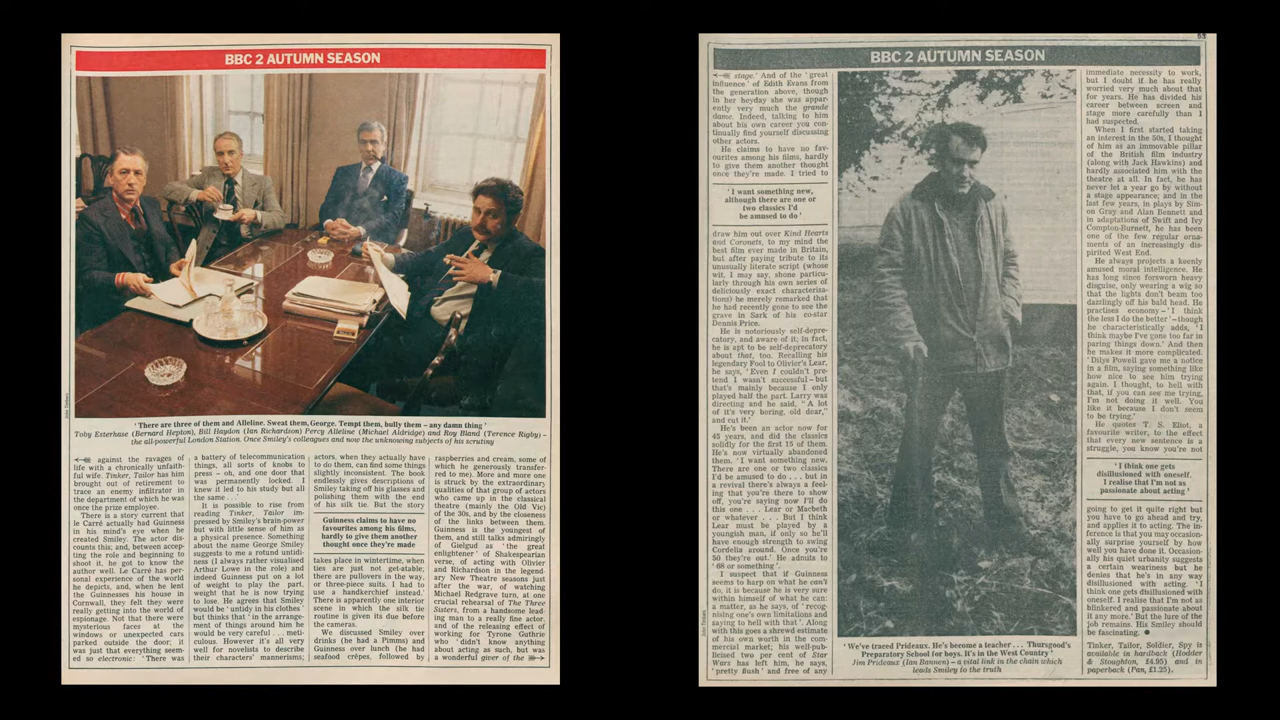 BBC 2 AUTUMN SEASON
' There are three of them and Alleline. Sweat them, George. Tempt them, bully them – any damn thing '
Toby Esterhase (Bernard Hepton), Bill Haydon (Ian Richardson) Percy Alleline (Michael Aldridge) and Roy Bland (Terence Rigby) –
the all-powerful London Station. Once Smiley's colleagues and now the unknowing subjects of his scrutiny
against the ravages of
life with a chronically unfaith-
ful wife. Tinker, Tailor has him
brought out of retirement to
trace an enemy infiltrator in
the department of which he was
once the prize employee.
There is a story current that
le Carré actually had Guinness
in his mind's eye when he
created Smiley. The actor dis-
counts this; and, between accep-
ting the role and beginning to
shoot it, he got to know the
author well. Le Carré has per-
sonal experience of the world
he depicts, and, when he lent
the Guinnesses his house in
Cornwall, they felt they were
really getting into the world of
espionage. Not that there were
mysterious faces at the
windows or unexpected cars
parked outside the door; it
was just that everything seem-
ed so electronic: 'There was
a battery of telecommunication
things, all sorts of knobs to
press – oh, and one door that
was permanently locked. I
knew it led to his study but all
the same . . .'
It is possible to rise from
reading Tinker, Tailor im-
pressed by Smiley's brain-power
but with little sense of him as
a physical presence. Something
about the name George Smiley
suggests to me a rotund untidi-
ness (I always rather visualised
Arthur Lowe in the role) and
indeed Guinness put on a lot
of weight to play the part,
weight that he is now trying
to lose. He agrees that Smiley
would be ' untidy in his clothes '
but thinks that ' in the arrange-
ment of things around him he
would be very careful . . . meti-
culous. However it's all very
well for novelists to describe
their characters' mannerisms;
actors, when they actually have
to do them, can find some things
slightly inconsistent. The book
endlessly gives descriptions of
Smiley taking off his glasses and
polishing them with the end
of his silk tie. But the story
Guinness claims to have no
favourites among his films,
hardly to give them another
thought once they're made
takes place in wintertime, when
ties are just not get-atable;
there are pullovers in the way,
or three-piece suits. I had to
use a handkerchief instead.'
There is apparently one interior
scene in which the silk tie
routine is given its due before
the cameras.
We discussed Smiley over
drinks (he had a Pimms) and
Guinness over lunch (he had
seafood crêpes, followed by
raspberries and cream, some of
which he generously transfer-
red to me). More and more one
is struck by the extraordinary
qualities of that group of actors
who came up in the classical
theatre (mainly the Old Vic)
of the 30s, and by the closeness
of the links between them.
Guinness is the youngest of
them, and still talks admiringly
of Gielgud as 'the great
enlightener' of Shakespearian
verse, of acting with Olivier
and Richardson in the legend-
ary New Theatre seasons just
after the war, of watching
Michael Redgrave turn, at one
crucial rehearsal of The Three
Sisters, from a handsome lead-
ing man to a really fine actor.
and of the releasing effect of
working for Tyrone Guthrie
who 'didn't know anything
about acting as such, but was
a wonderful giver of the
53
BBC 2 AUTUMN SEASON
stage.' And of the 'great
influence' of Edith Evans from
the generation above, though
in her heyday she was appar-
ently very much the grande
dame. Indeed, talking to him
about his own career you con-
tinually find yourself discussing
other actors.
He claims to have no fav-
ourites among his films, hardly
to give them another thought
once they're made. I tried to
' I want something new,
although there are one or
two classics I'd
be amused to do '
draw him out over Kind Hearts
and Coronets, to my mind the
best film ever made in Britain,
but after paying tribute to its
unusually literate script (whose
wit, I may say, shone particu-
larly through his own series of
deliciously exact characterisa-
tions) he merely remarked that
he had recently gone to see the
grave in Sark of his co-star
Dennis Price.
He is notoriously self-depre-
catory, and aware of it; in fact,
he is apt to be self-deprecatory
about that, too. Recalling his
legendary Fool to Olivier's Lear,
he says, 'Even I couldn't pre-
tend I wasn't successful – but
that's mainly because I only
played half the part. Larry was
directing and he said, " A lot
of it's very boring, old dear,"
and cut it.'
He's been an actor now for
45 years, and did the classics
solidly for the first 15 of them.
He's now virtually abandoned
them. 'I want something new.
There are one or two classics
I'd be amused to do . . . but in
a revival there's always a feel-
ing that you're there to show
off, you're saying now I'll do
this one . . . Lear or Macbeth
or whatever . . . But I think
Lear must be played by a
youngish man, if only so he'll
have enough strength to swing
Cordelia around. Once you're
50 they're out.' He admits to
' 68 or something '.
I suspect that if Guinness
seems to harp on what he can't
do, it is because he is very sure
within himself of what he can:
a matter, as he says, of ' recog-
nising one's own limitations and
saying to hell with that'. Along
with this goes a shrewd estimate
of his own worth in the com-
mercial market; his well-pub-
licised two per cent of Star
Wars has left him, he says,
' pretty flush ' and free of any
' We've traced Prideaux. He's become a teacher . . . Thursgood's
Preparatory School for boys. It's in the West Country '
Jim Prideaux (Ian Bannen) – a vital link in the chain which
leads Smiley to the truth
immediate necessity to work,
but I doubt if he has really
worried very much about that
for years. He has divided his
career between screen and
stage more carefully than I
had suspected.
When I first started taking
an interest in the 50s, I thought
of him as an immovable pillar
of the British film industry
(along with Jack Hawkins) and
hardly associated him with the
theatre at all. In fact, he has
never let a year go by without
a stage appearance; and in the
last few years, in plays by Sim-
on Gray and Alan Bennett and
in adaptations of Swift and Ivy
Compton-Burnett, he has been
one of the few regular orna-
ments of an increasingly dis-
pirited West End.
He always projects a keenly
amused moral intelligence. He
has long since forsworn heavy
disguise, only wearing a wig so
that the lights don't beam too
dazzlingly off his bald head. He
practises economy – ' I think
the less I do the better ' – though
he characteristically adds, 'I
think maybe I've gone too far in
paring things down.' And then
he makes it more complicated.
'Dilys Powell gave me a notice
in a film, saying something like
how nice to see him trying
again. I thought, to hell with
that, if you can see me trying,
I'm not doing it well. You
like it because I don't seem
to be trying.'
He quotes T. S. Eliot, a
favourite writer, to the effect
that every new sentence is a
struggle, you know you're not
' I think one gets
disillusioned with oneself.
I realise that I'm not as
passionate about acting '
going to get it quite right but
you have to go ahead and try,
and applies it to acting. The in-
ference is that you may occasion-
ally surprise yourself by how
well you have done it. Occasion-
ally his quiet urbanity suggests
a certain weariness but he
denies that he's in any way
disillusioned with acting. 'I
think one gets disillusioned with
oneself. I realise that I'm not as
blinkered and passionate about
it any more.' But the lure of the
job remains. His Smiley should
be fascinating. ●
Tinker, Tailor, Soldier, Spy is
available in hardback (Hodder
& Stoughton, £4.95) and in
paperback (Pan, £1.25).